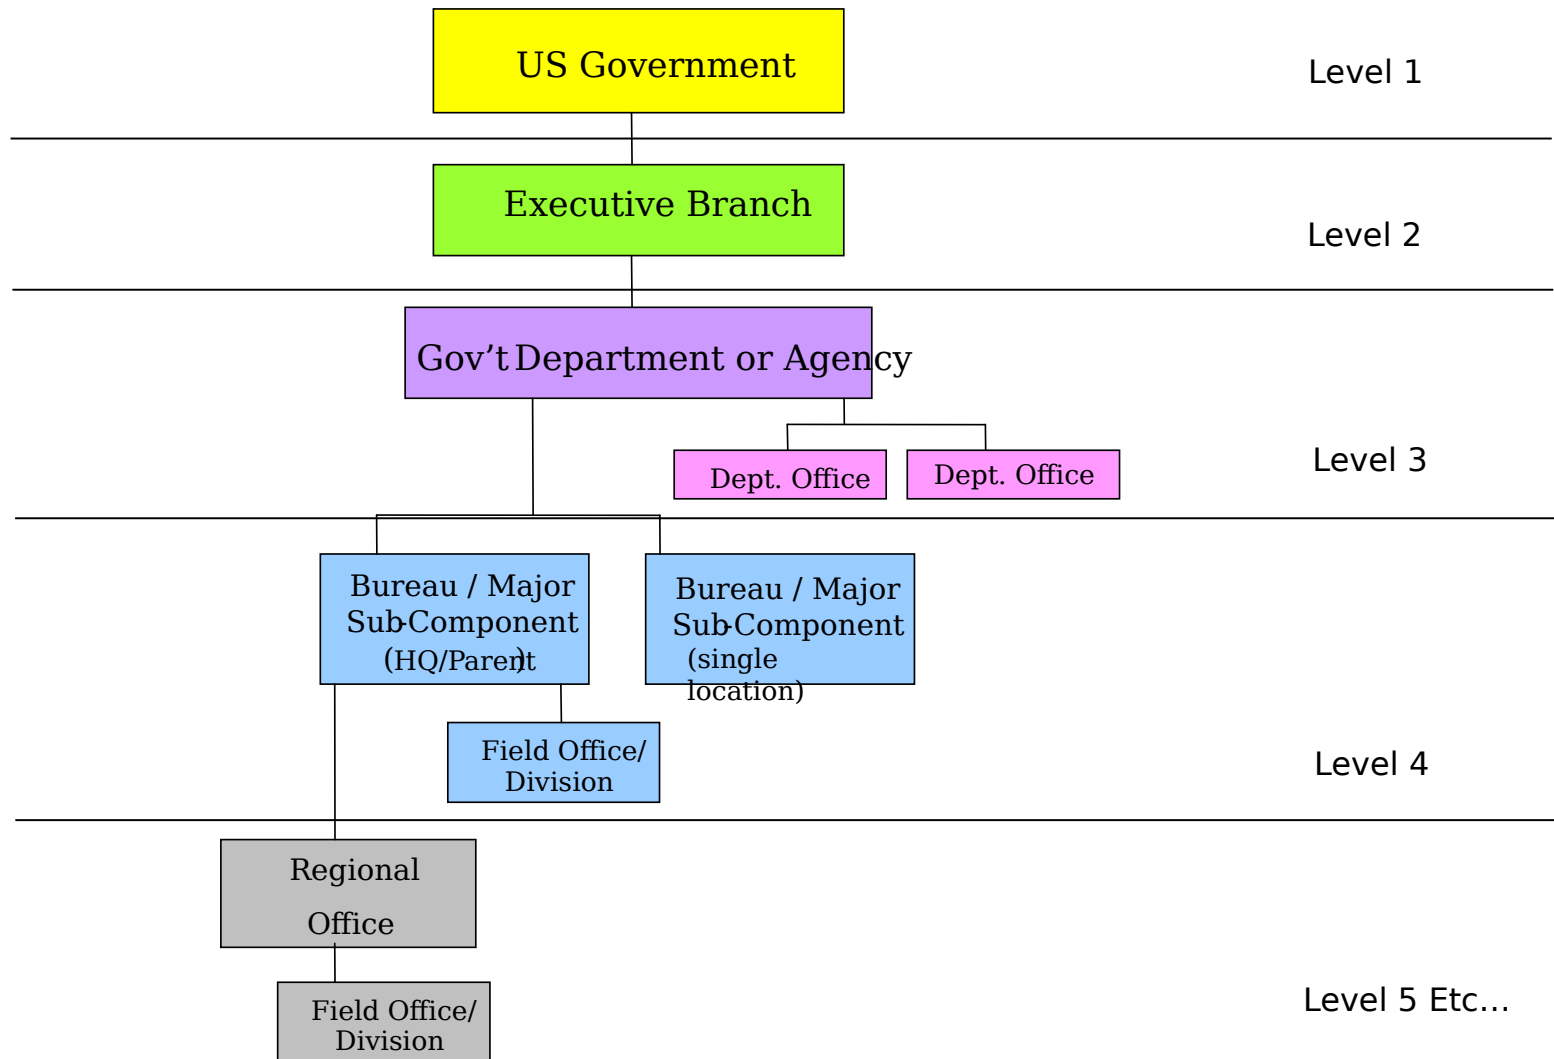 US Government
Level 1
Executive Branch
Level 2
Gov’t Department or Agency
Level 3
Dept. Office
Dept. Office
Bureau / Major
Sub-Component
(HQ/Parent)
Bureau / Major
Sub-Component
(single
location)
Field Office/
Division
Level 4
Regional
Office
Field Office/
Division
Level 5 Etc…